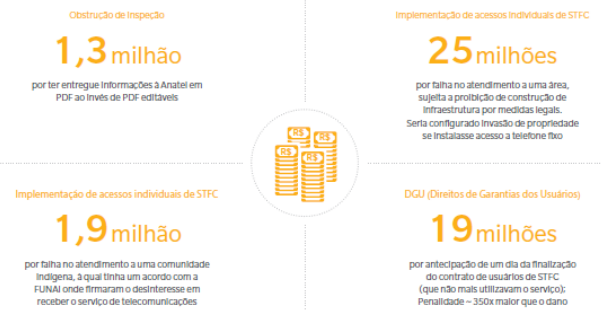 Obstrução de Inspeção
1,3 milhão
por ter entregue informações à Anatel em
PDF ao invés de PDF editáveis
Implementação de acessos individuais de STFC
25 milhões
por falha no atendimento a uma área,
sujeita a proibição de construção de
infraestrutura por medidas legais.
Seria configurado invasão de propriedade
se instalasse acesso a telefone fixo
R$
R$
R$
R$
Implementação de acessos individuais de STFC
1,9 milhão
por falha no atendimento a uma comunidade
indígena, à qual tinha um acordo com a
FUNAI onde firmaram o desinteresse em
receber o serviço de telecomunicações
DGU (Direitos de Garantias dos Usuários)
19 milhões
por antecipação de um dia da finalização
do contrato de usuários de STFC
(que não mais utilizavam o serviço);
Penalidade ~ 350x maior que o dano